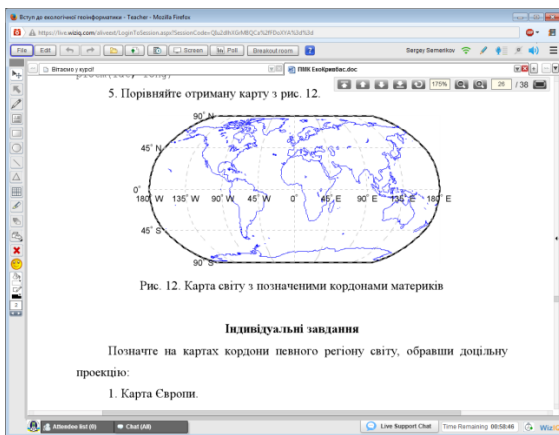 Вступ до екологічної геоінформатики - Teacher - Mozilla Firefox
File Edit Screen Poll Breakout room Sergey Semerikov
Вітаємо у курсі! ПМК ЕкоКривбас.doc
175% 26 / 38
5. Порівняйте отриману карту з рис. 12.
90° N
45° N
0°
180° W 135° W 90° W 45° W 0° 45° E 90° E 135° E 180° E
45° S
90° S
Рис. 12. Карта світу з позначеними кордонами материків
Індивідуальні завдання
Позначте на картах кордони певного регіону світу, обравши доцільну
проекцію:
1. Карта Європи.
Attendee list (6) Chat (All) Live Support Chat Time Remaining 00:58:46